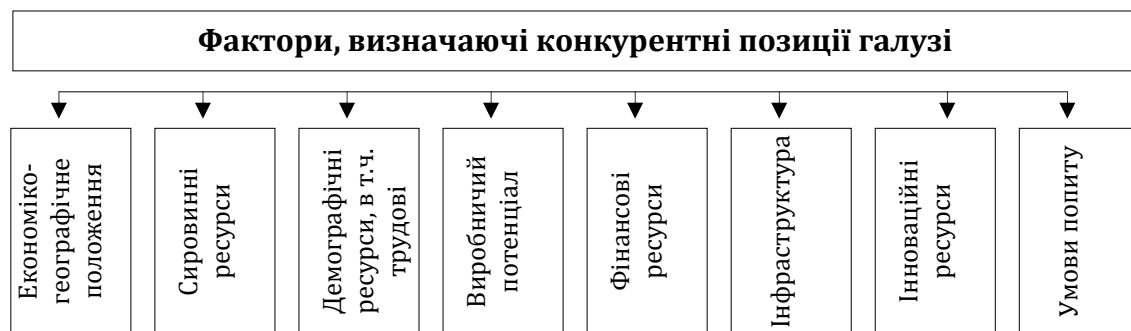 Фактори, визначаючі конкурентні позиції галузі
Економіко-
географічне
положення
Сировинні
ресурси
Демографічні
ресурси, в т.ч.
трудові
Виробничий
потенціал
Фінансові
ресурси
Інфраструктура
Інноваційні
ресурси
Умови попиту